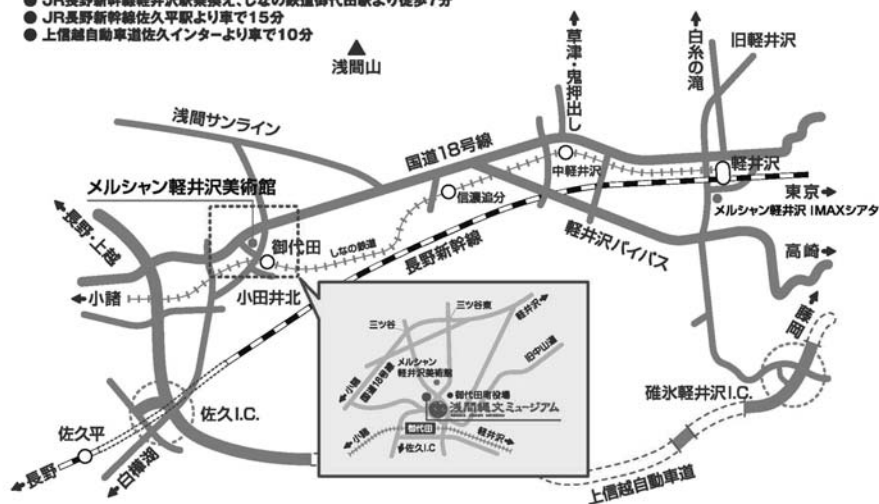 ● JR長野新幹線軽井沢駅乗換え、しなの鉄道御代田駅より徒歩7分
● JR長野新幹線佐久平駅より車で15分
● 上信越自動車道佐久インターより車で10分
浅間山
草津・鬼押出し
白糸の滝
旧軽井沢
浅間サンライン
国道18号線
中軽井沢
軽井沢
メルシャン軽井沢美術館
信濃追分
東京
メルシャン軽井沢 IMAXシアタ
長野・上越
御代田
しなの鉄道
長野新幹線
軽井沢バイパス
高崎
小諸
小田井北
藤岡
三ツ谷東
軽井沢
三ツ谷
旧中山道
メルシャン
軽井沢美術館
小諸
国道18号線
御代田町役場
浅間縄文ミュージアム
碓氷軽井沢I.C.
佐久I.C.
御代田
小諸
軽井沢
佐久I.C
佐久平
長野
白樺湖
上信越自動車道